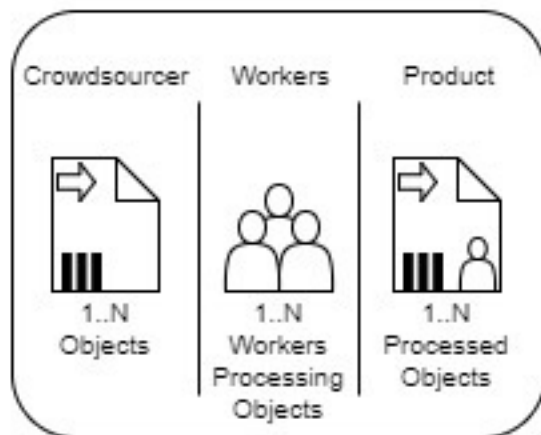 Crowdsourcer
Workers
Product
1..N
Objects
1..N
Workers
Processing
Objects
1..N
Processed
Objects